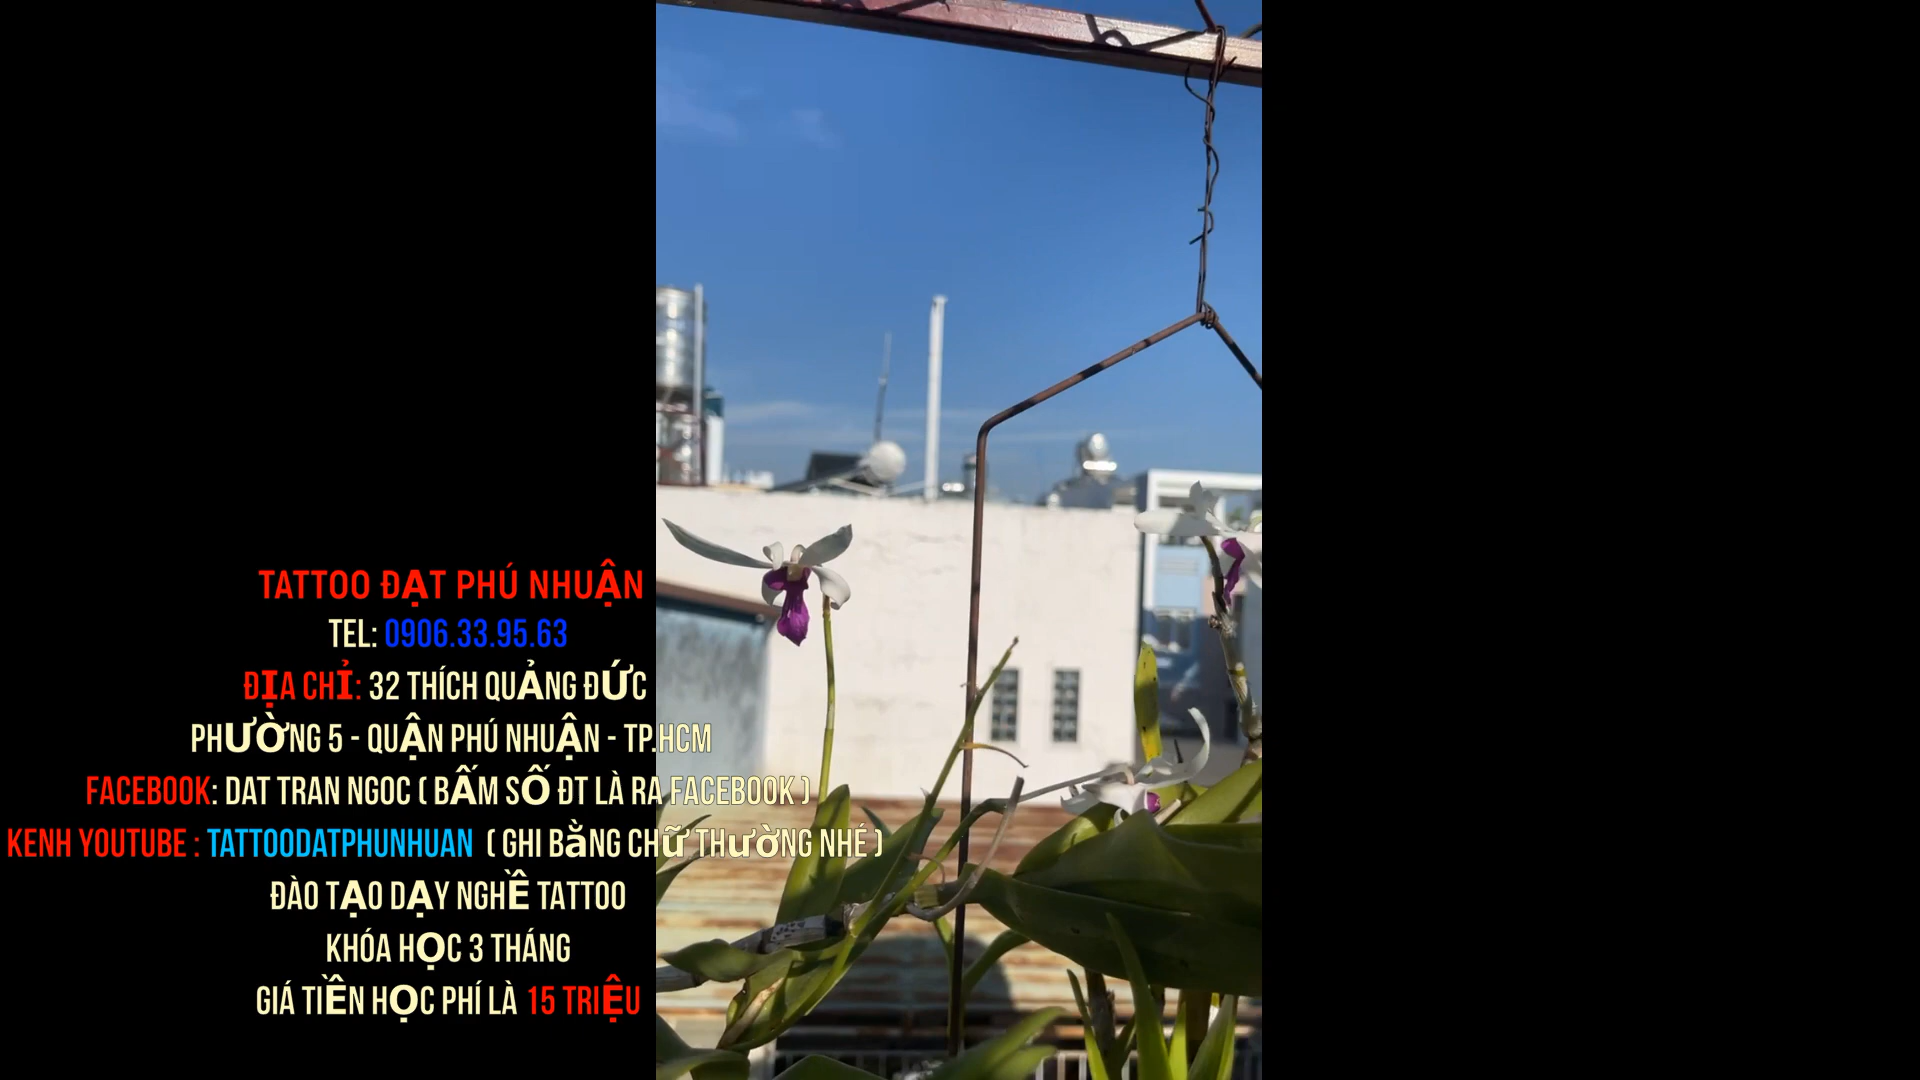 TATTOO ĐẠT PHÚ NHUẬN
TEL: 0906.33.95.63
ĐỊA CHỈ: 32 THÍCH QUẢNG ĐỨC
PHƯỜNG 5 - QUẬN PHÚ NHUẬN - TP.HCM
FACEBOOK: DAT TRAN NGOC ( BẤM SỐ ĐT LÀ RA FACEBOOK )
KENH YOUTUBE : TATTOODATPHUNHUAN ( GHI BằNG CHữ THườNG NHÉ )
ĐÀO TẠO DẠY NGHỀ TATTOO
KHÓA HỌC 3 THÁNG
GIÁ TIỀN HỌC PHÍ LÀ 15 TRIỆU